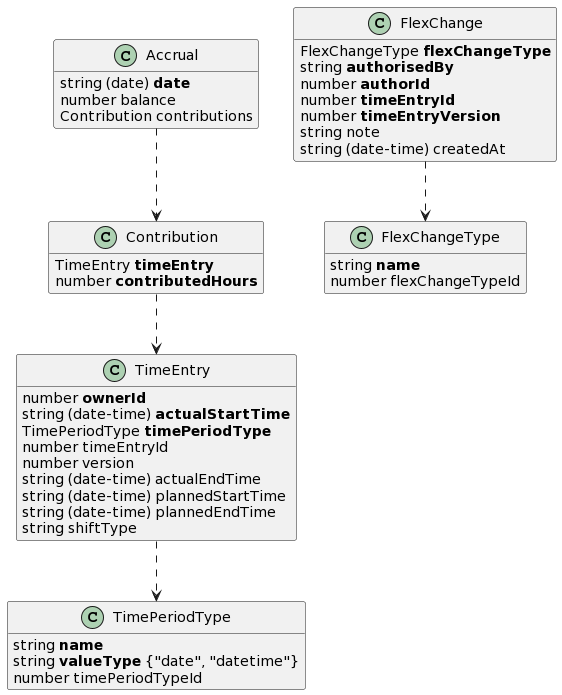 C Accrual
string (date) date
number balance
Contribution contributions
C FlexChange
FlexChangeType flexChangeType
string authorisedBy
number authorId
number timeEntryId
number timeEntryVersion
string note
string (date-time) createdAt
C Contribution
TimeEntry timeEntry
number contributedHours
C FlexChangeType
string name
number flexChangeTypeId
C TimeEntry
number ownerId
string (date-time) actualStartTime
TimePeriodType timePeriodType
number timeEntryId
number version
string (date-time) actualEndTime
string (date-time) plannedStartTime
string (date-time) plannedEndTime
string shiftType
C TimePeriodType
string name
string valueType {"date", "datetime"}
number timePeriodTypeId